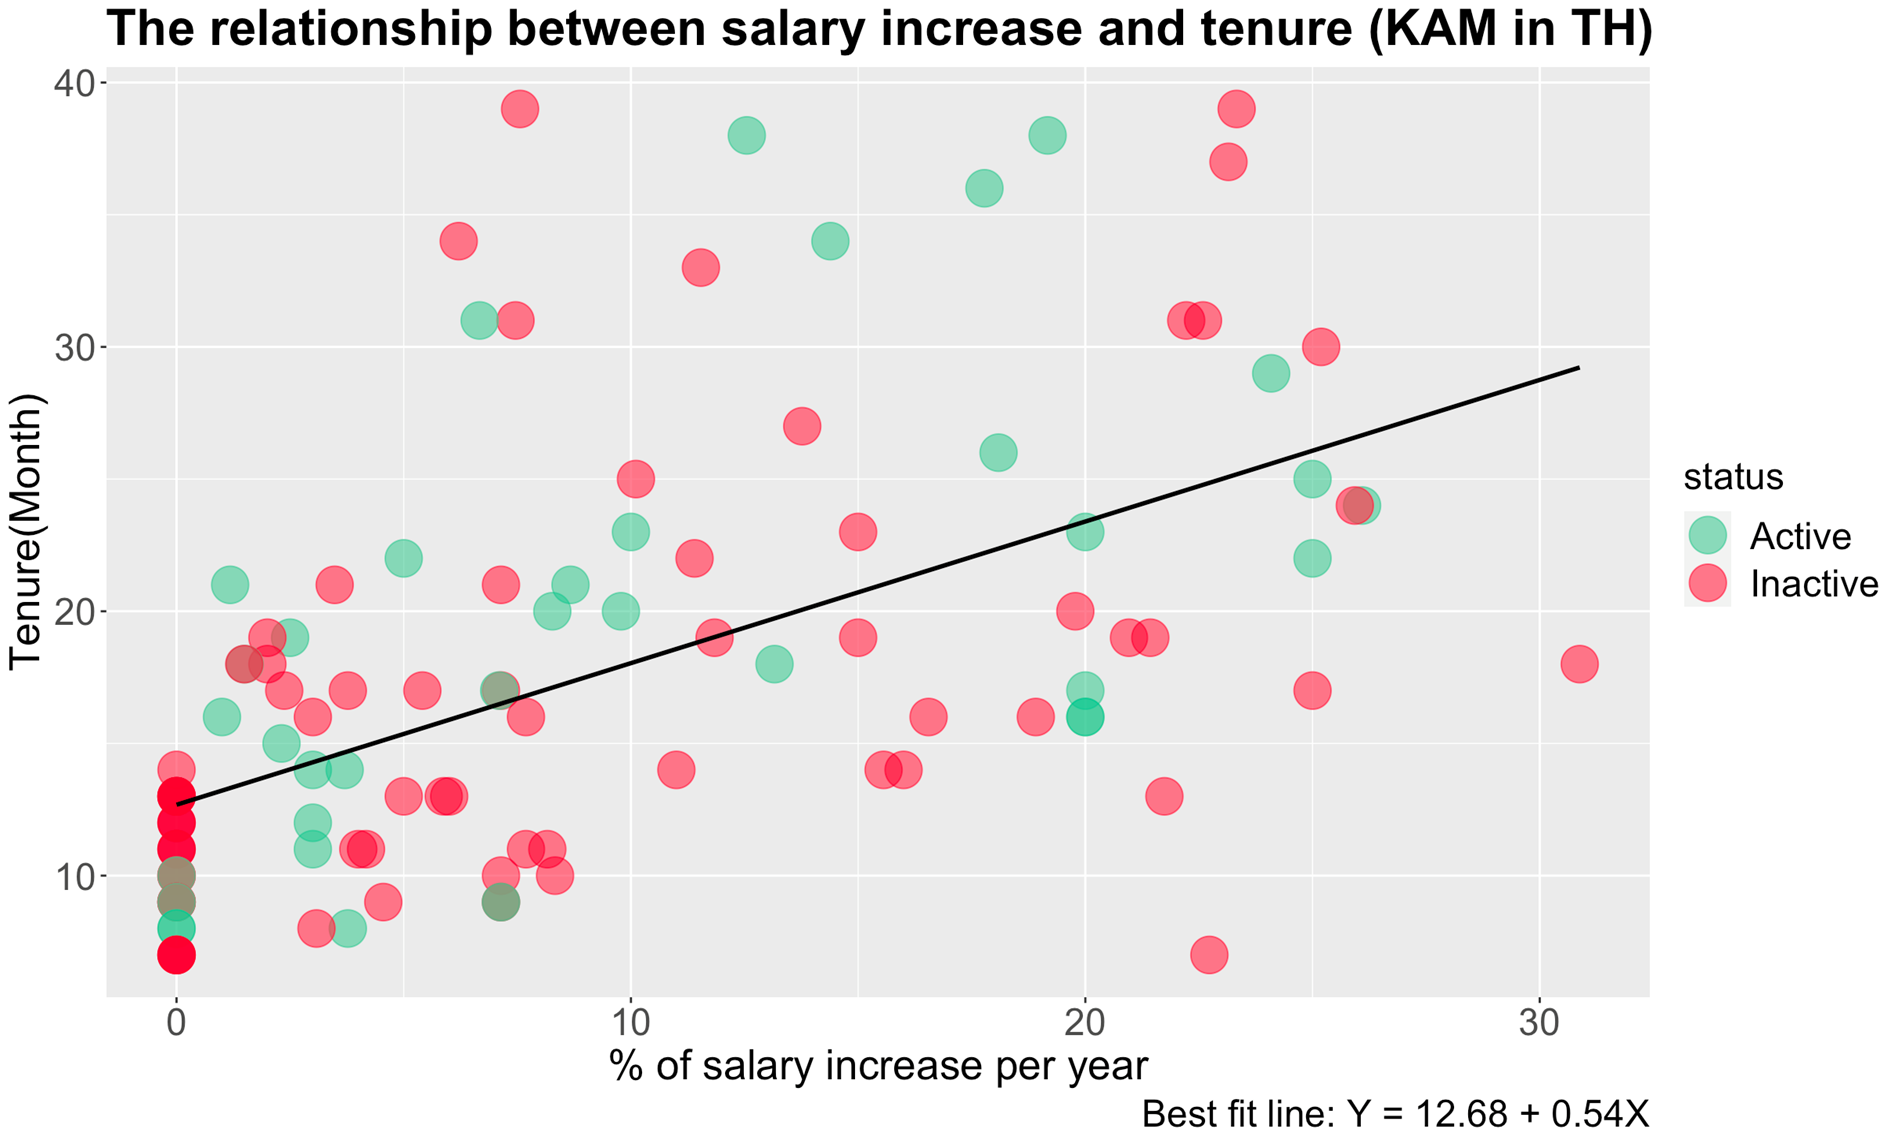 The relationship between salary increase and tenure (KAM in TH)
Tenure(Month)
40
30
20
10
0 10 20 30
% of salary increase per year
status
Active
Inactive
Best fit line: Y = 12.68 + 0.54X